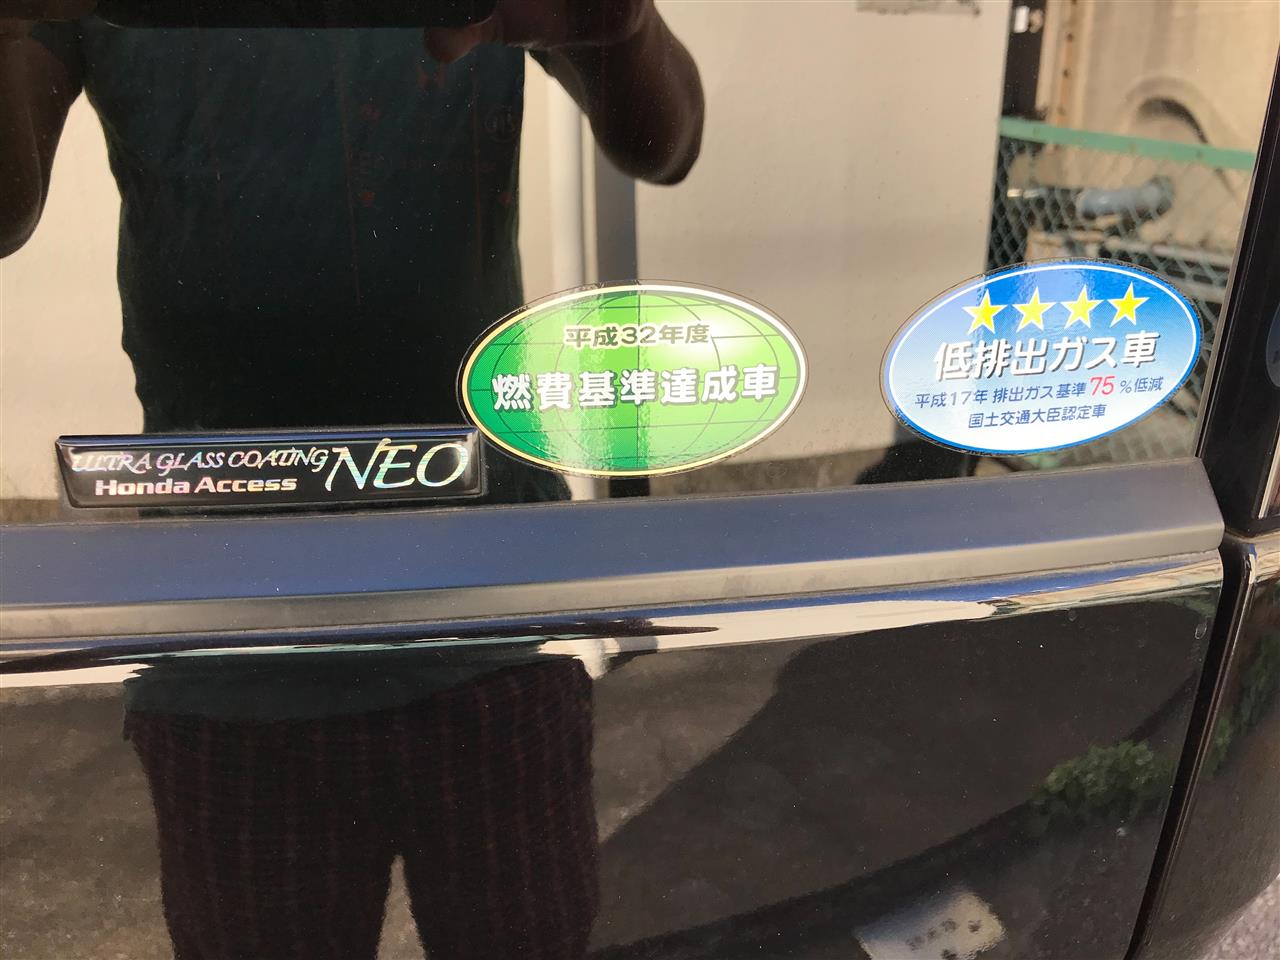 ULTRA GLASS COATING NEO
Honda Access
平成32年度
燃費基準達成車
★★★★
低排出ガス車
平成17年 排出ガス基準 75 %低減
国土交通大臣認定車